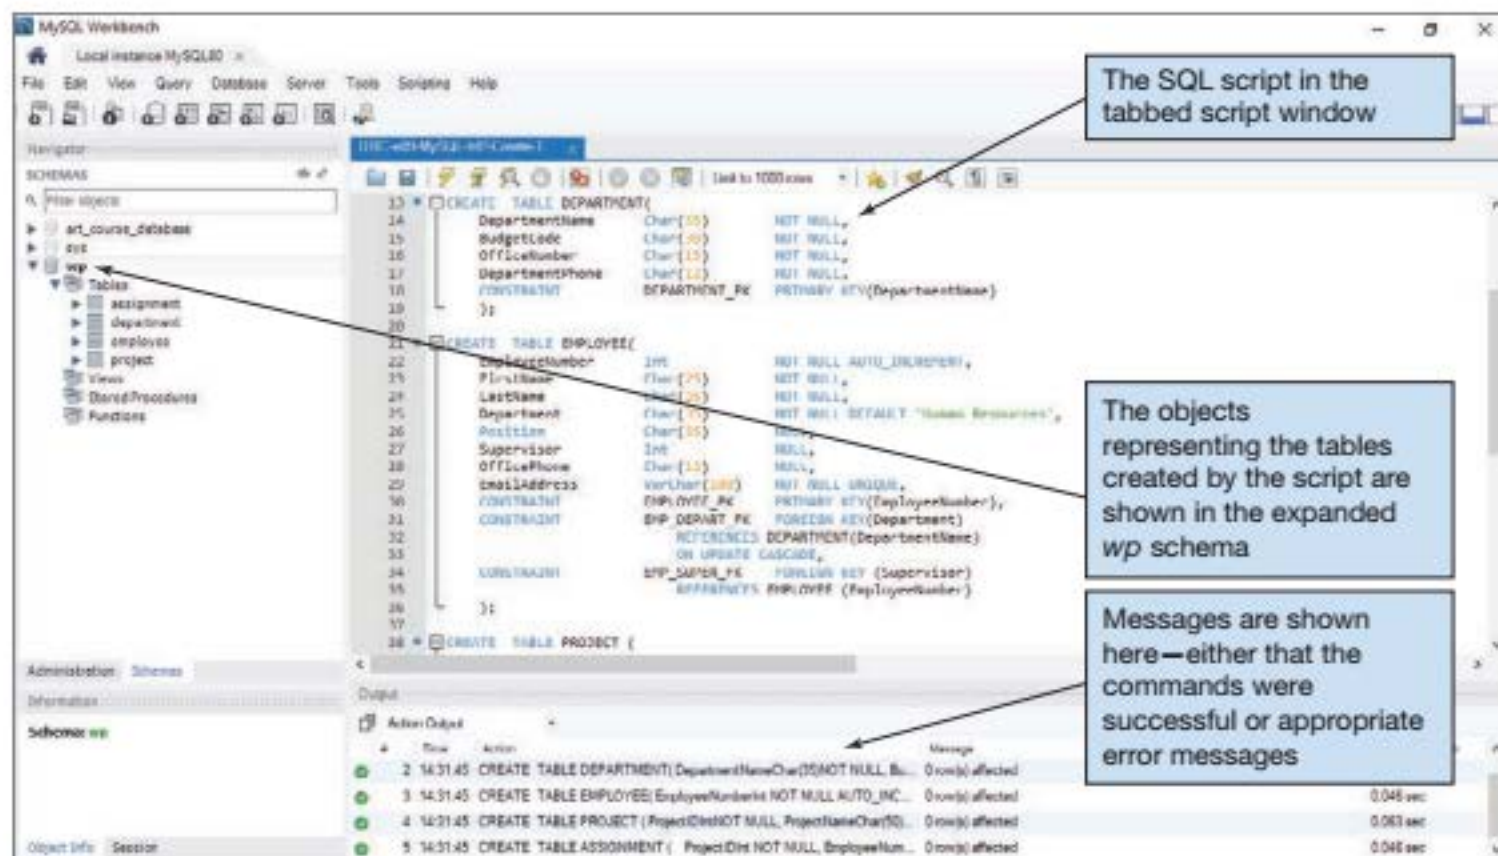 MySQL Workbench
Local instance MySQL80 ×
File Edit View Query Database Server Tools Scripting Help
Navigator
SCHEMAS
Filter objects
art_course_database
sys
wp
Tables
assignment
department
employee
project
Views
Stored Procedures
Functions
Administration Schemas
Information
Schema: wp
Object Info Session
Limit to 1000 rows
13 CREATE TABLE DEPARTMENT(
14 DepartmentName Char(35) NOT NULL,
15 BudgetCode Char(30) NOT NULL,
16 OfficeNumber Char(15) NOT NULL,
17 DepartmentPhone Char(12) NOT NULL,
18 CONSTRAINT DEPARTMENT_PK PRIMARY KEY(DepartmentName)
19 );
20
21 CREATE TABLE EMPLOYEE(
22 EmployeeNumber Int NOT NULL AUTO_INCREMENT,
23 FirstName Char(25) NOT NULL,
24 LastName Char(25) NOT NULL,
25 Department Char(35) NOT NULL DEFAULT 'Human Resources',
26 Position Char(35) NULL,
27 Supervisor Int NULL,
28 OfficePhone Char(12) NULL,
29 EmailAddress VarChar(100) NOT NULL UNIQUE,
30 CONSTRAINT EMPLOYEE_PK PRIMARY KEY(EmployeeNumber),
31 CONSTRAINT EMP_DEPART_FK FOREIGN KEY(Department)
32 REFERENCES DEPARTMENT(DepartmentName)
33 ON UPDATE CASCADE,
34 CONSTRAINT EMP_SUPER_FK FOREIGN KEY (Supervisor)
35 REFERENCES EMPLOYEE (EmployeeNumber)
36 );
37
38 CREATE TABLE PROJECT (
Output
Action Output
# Time Action Message
2 14:31:45 CREATE TABLE DEPARTMENT( DepartmentNameChar(35)NOT NULL, Bu... 0 row(s) affected
3 14:31:45 CREATE TABLE EMPLOYEE( EmployeeNumberInt NOT NULL AUTO_INC... 0 row(s) affected 0.046 sec
4 14:31:45 CREATE TABLE PROJECT ( ProjectIDIntNOT NULL, ProjectNameChar(50)... 0 row(s) affected 0.063 sec
5 14:31:45 CREATE TABLE ASSIGNMENT ( ProjectIDInt NOT NULL, EmployeeNum... 0 row(s) affected 0.046 sec
The SQL script in the
tabbed script window
The objects
representing the tables
created by the script are
shown in the expanded
wp schema
Messages are shown
here—either that the
commands were
successful or appropriate
error messages